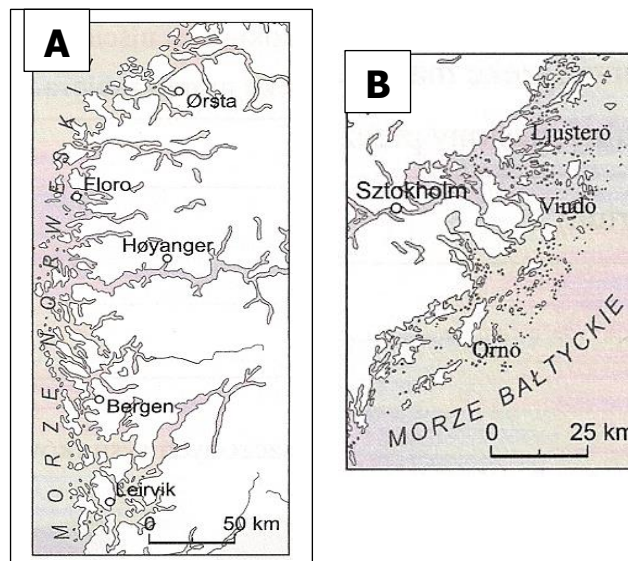 A
MORZE NORWESKIE
Ørsta
Floro
Høyanger
Bergen
Leirvik
0 50 km
B
Ljusterö
Sztokholm
Vindö
Ornö
MORZE BAŁTYCKIE
0 25 km